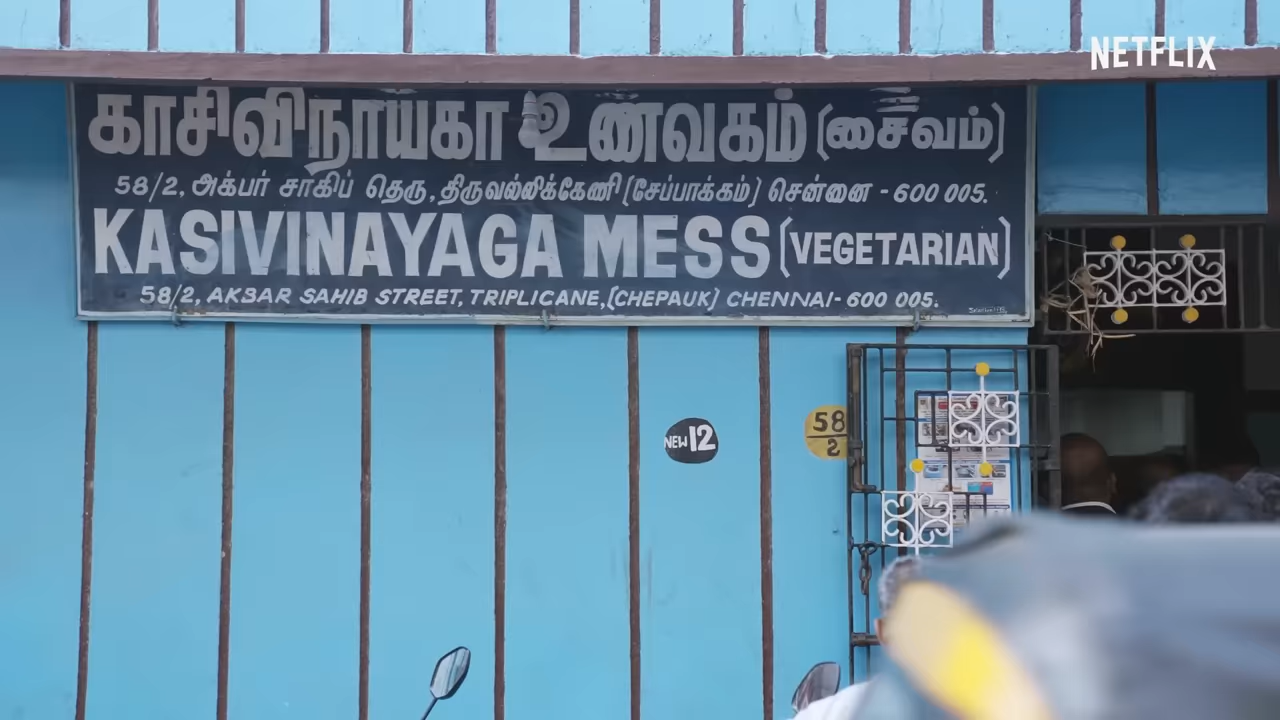 NETFLIX
காசிவிநாயகா உணவகம் (சைவம்)
58/2, அக்பர் சாகிப் தெரு, திருவல்லிக்கேணி (சேப்பாக்கம்) சென்னை - 600 005.
KASIVINAYAGA MESS (VEGETARIAN)
58/2, AKBAR SAHIB STREET, TRIPLICANE, (CHEPAUK) CHENNAI - 600 005.
NEW 12
58
2